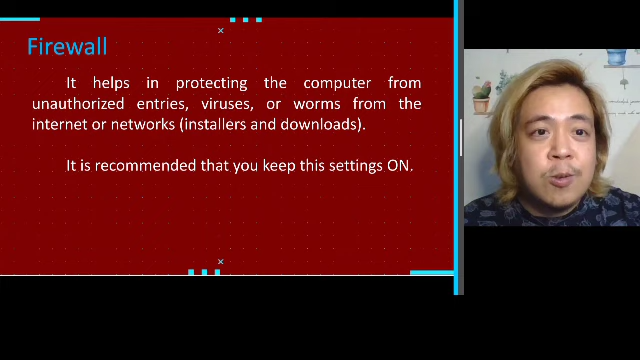 Firewall
It helps in protecting the computer from
unauthorized entries, viruses, or worms from the
internet or networks (installers and downloads).
It is recommended that you keep this settings ON.